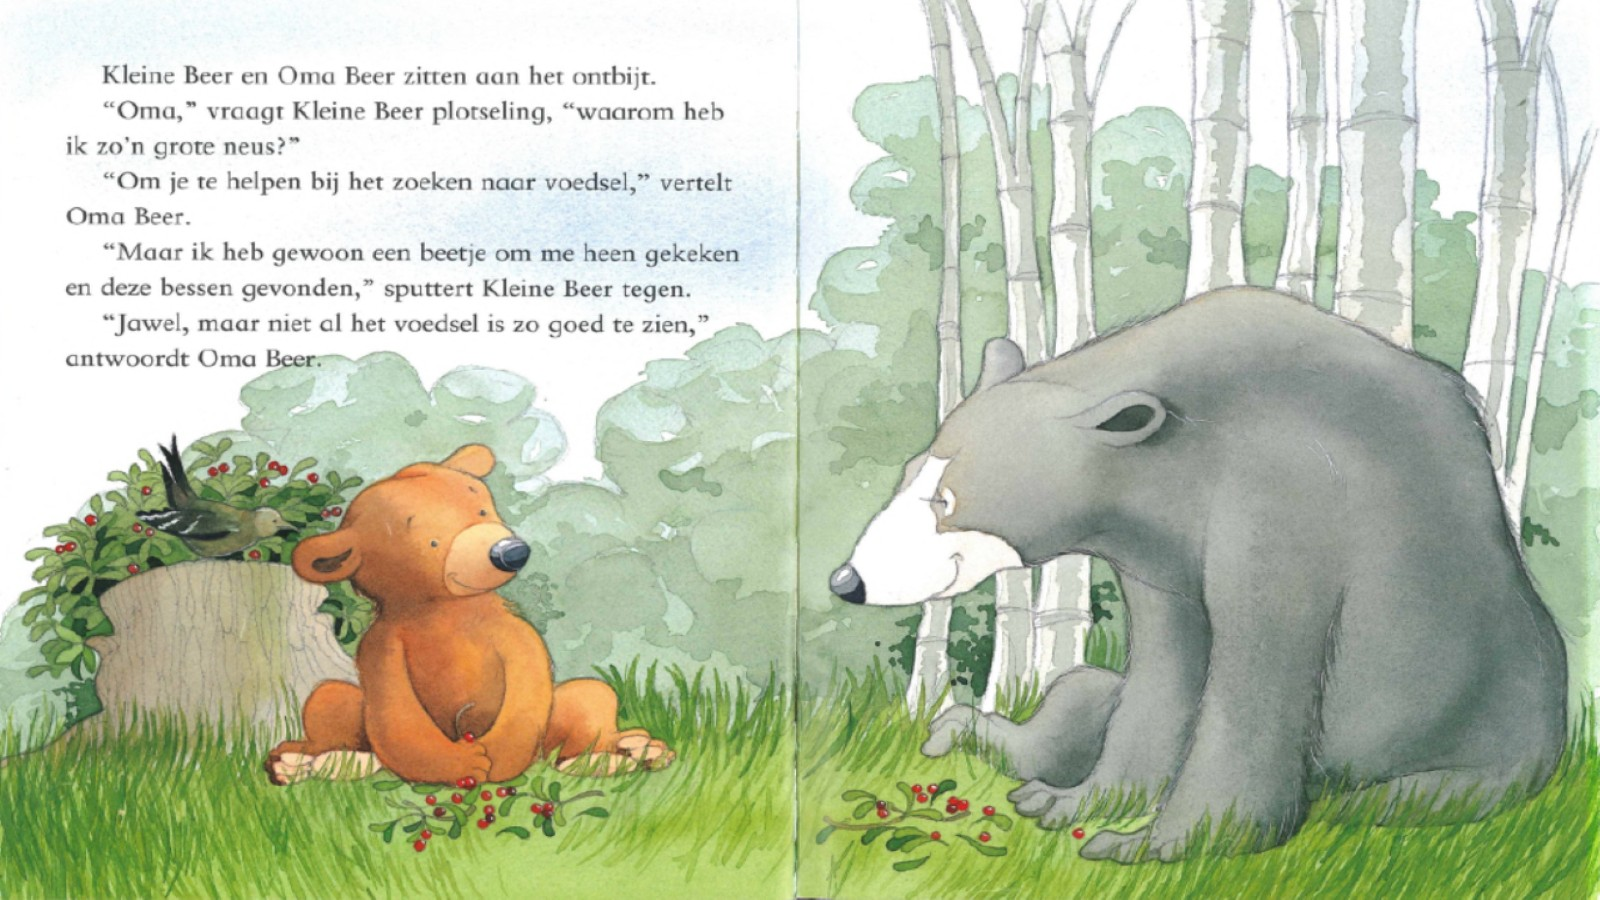 Kleine Beer en Oma Beer zitten aan het ontbijt.
“Oma,” vraagt Kleine Beer plotseling, “waarom heb
ik zo’n grote neus?”
“Om je te helpen bij het zoeken naar voedsel,” vertelt
Oma Beer.
“Maar ik heb gewoon een beetje om me heen gekeken
en deze bessen gevonden,” sputtert Kleine Beer tegen.
“Jawel, maar niet al het voedsel is zo goed te zien,”
antwoordt Oma Beer.